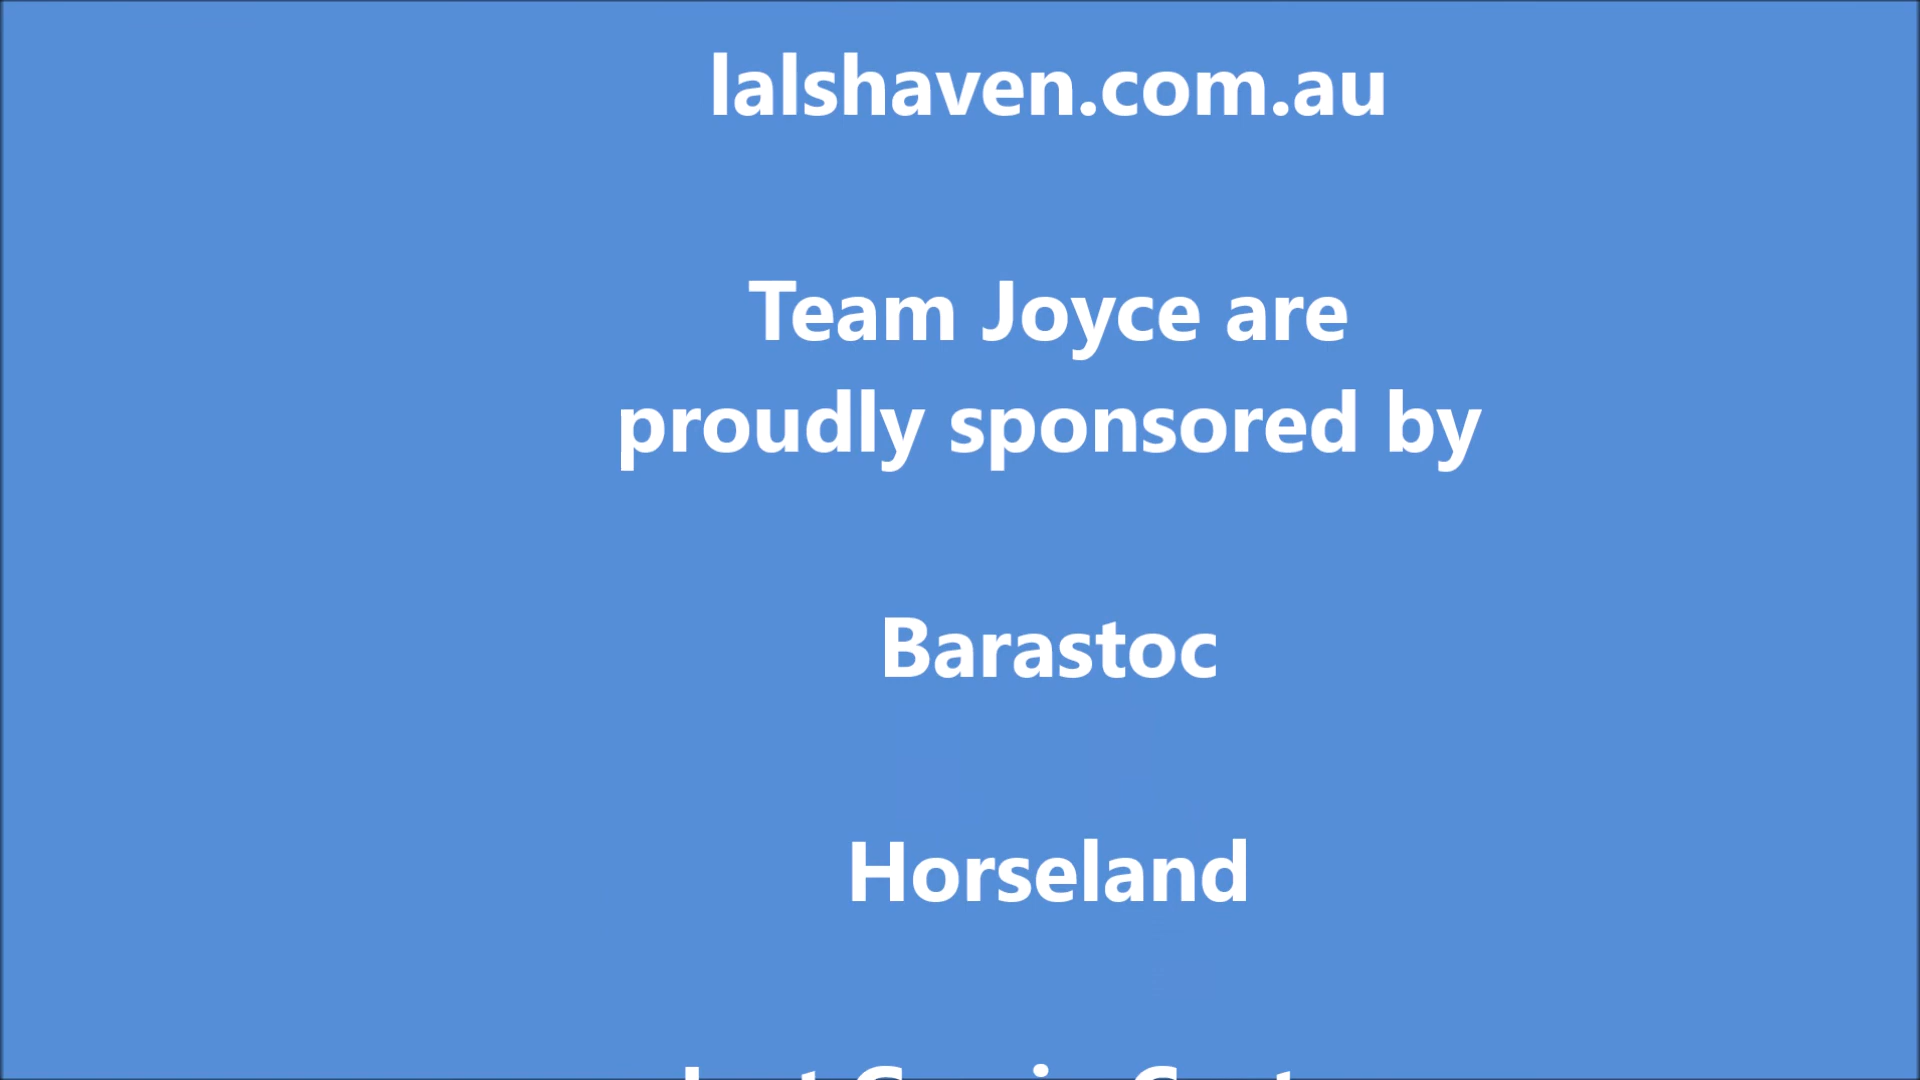 lalshaven.com.au
Team Joyce are
proudly sponsored by
Barastoc
Horseland